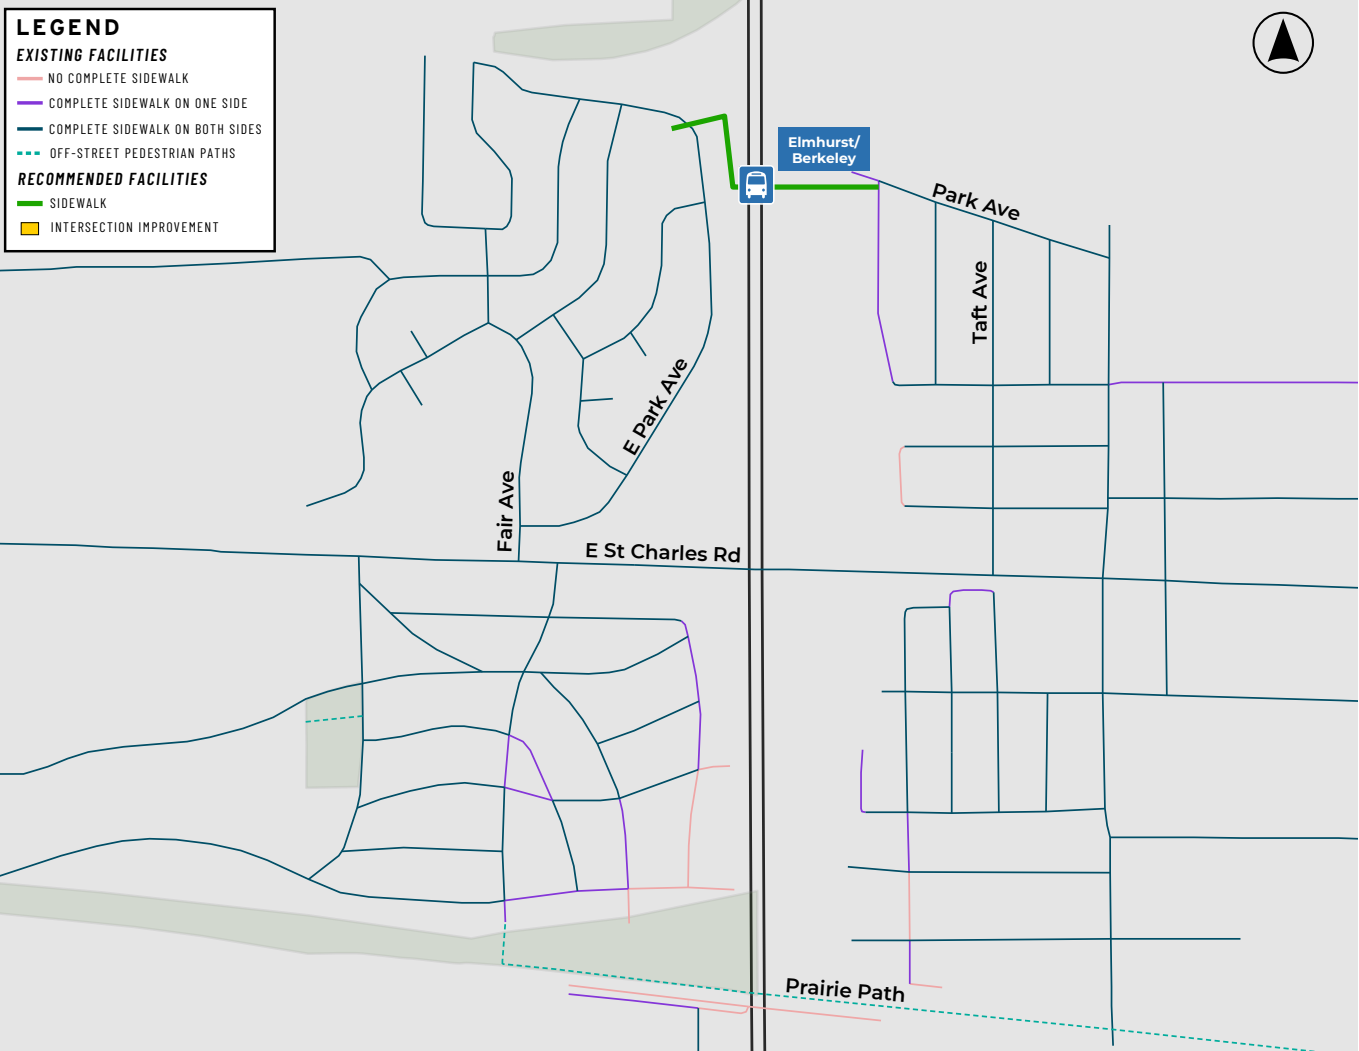 LEGEND
EXISTING FACILITIES
NO COMPLETE SIDEWALK
COMPLETE SIDEWALK ON ONE SIDE
COMPLETE SIDEWALK ON BOTH SIDES
OFF-STREET PEDESTRIAN PATHS
RECOMMENDED FACILITIES
SIDEWALK
INTERSECTION IMPROVEMENT
Elmhurst/
Berkeley
Park Ave
Taft Ave
E Park Ave
Fair Ave
E St Charles Rd
Prairie Path